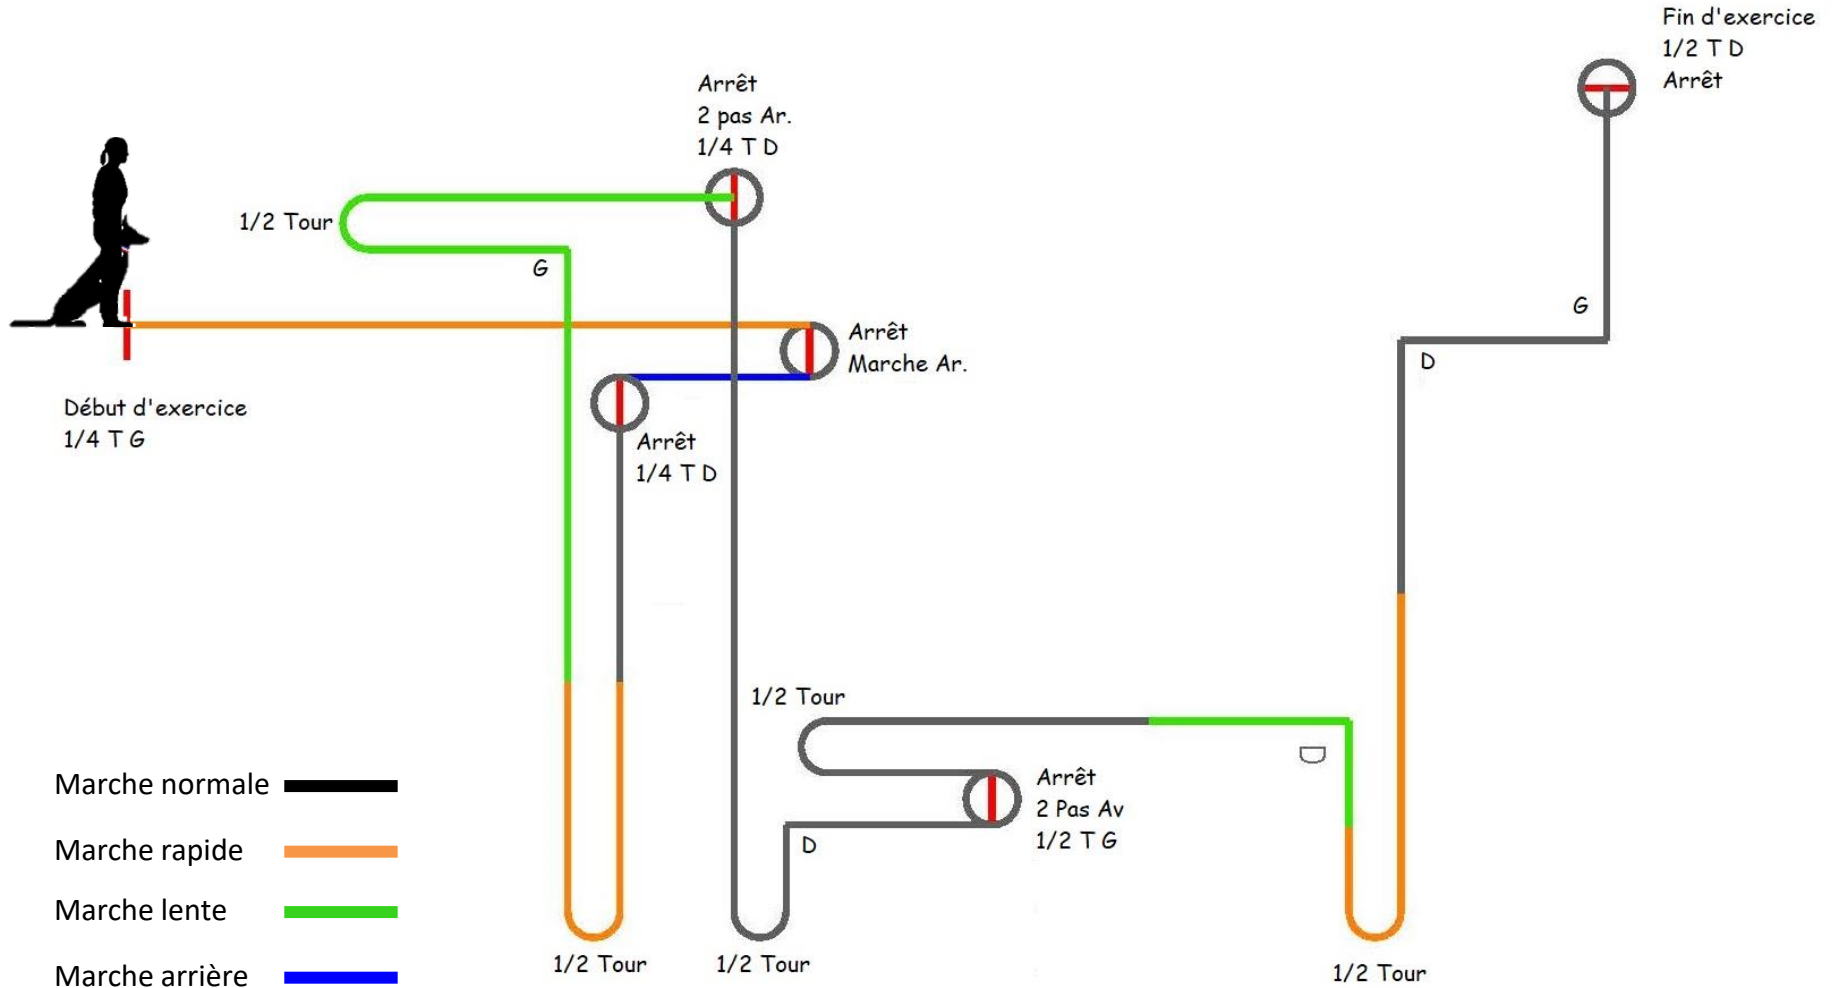 Fin d'exercice
1/2 T D
Arrêt
Arrêt
2 pas Ar.
1/4 T D
1/2 Tour
G
G
Arrêt
Marche Ar.
D
Début d'exercice
1/4 T G
Arrêt
1/4 T D
1/2 Tour
D
Arrêt
2 Pas Av
1/2 T G
D
Marche normale
Marche rapide
Marche lente
Marche arrière
1/2 Tour
1/2 Tour
1/2 Tour